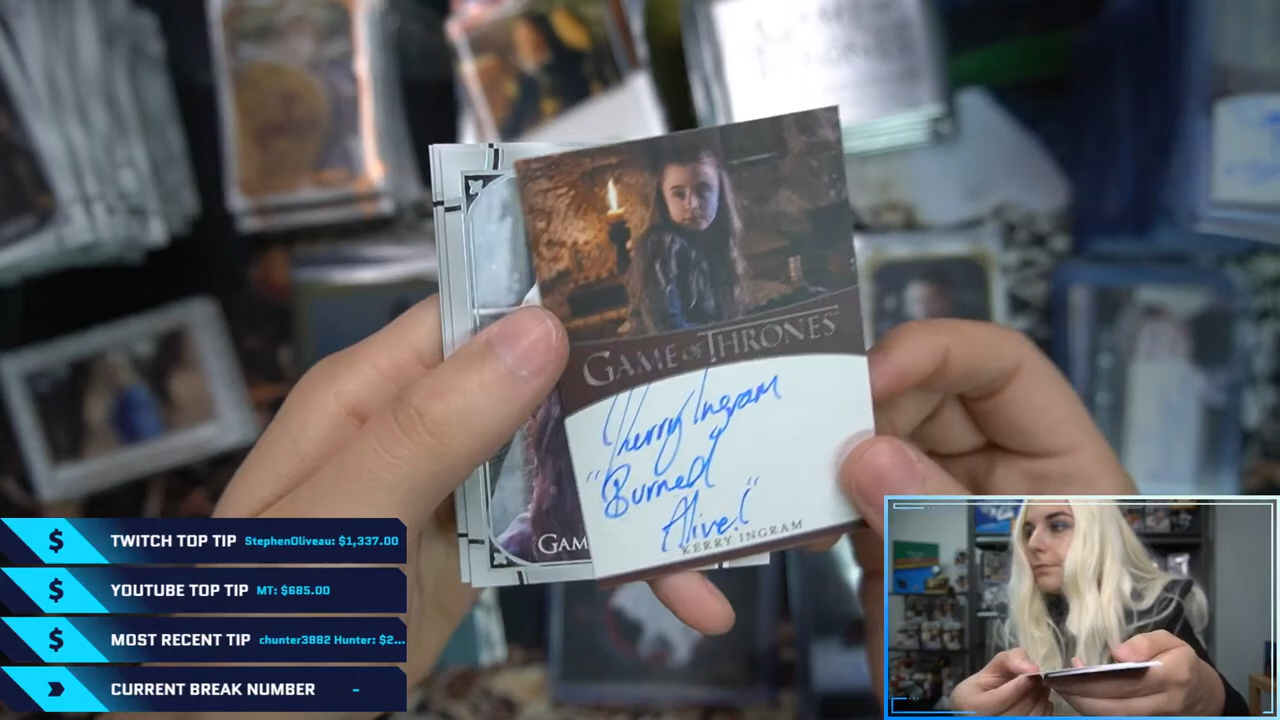 GAME OF THRONES
Kerry Ingram
"Burned
Alive!"
KERRY INGRAM
GAM
$ TWITCH TOP TIP StephenOliveau: $1,337.00
$ YOUTUBE TOP TIP MT: $685.00
$ MOST RECENT TIP chunter3882 Hunter: $2...
CURRENT BREAK NUMBER -